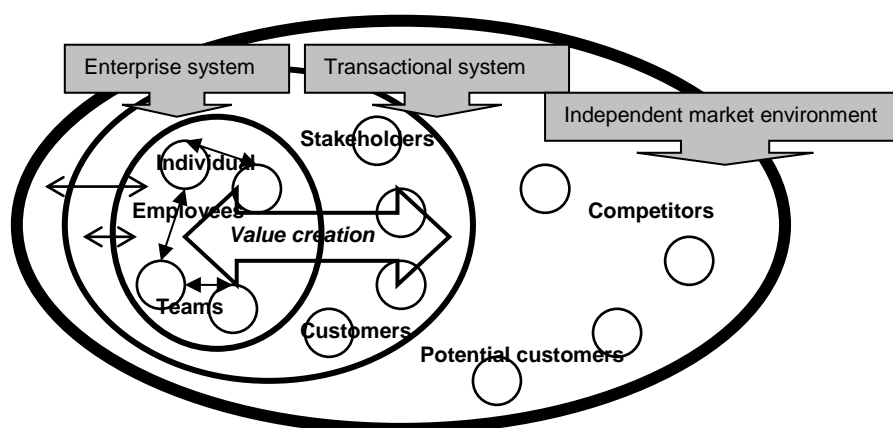 Enterprise system
Transactional system
Independent market environment
Stakeholders
Individual
Employees
Competitors
Value creation
Teams
Customers
Potential customers